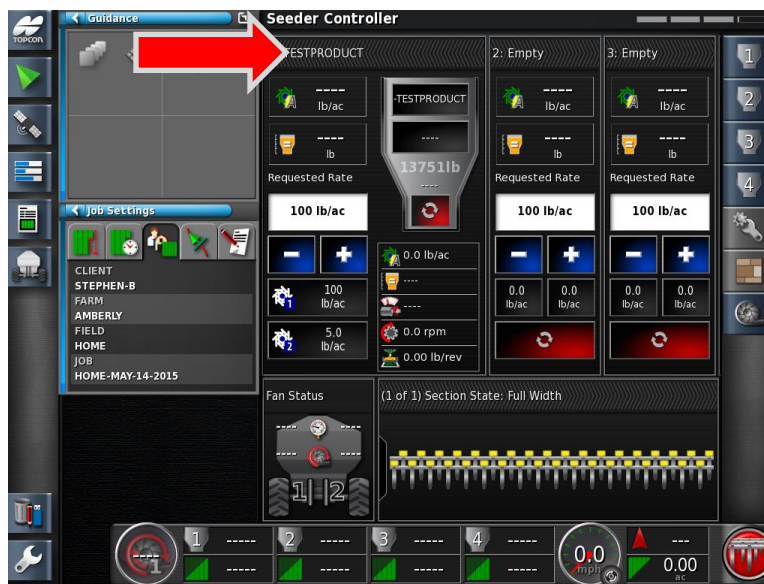 TOPCON
Guidance
Seeder Controller
TESTPRODUCT
2: Empty
3: Empty
----
lb/ac
----
lb
Requested Rate
100 lb/ac
100
lb/ac
5.0
lb/ac
-TESTPRODUCT
----
13751lb
----
0.0 lb/ac
----
----
0.0 rpm
0.00 lb/rev
----
lb/ac
----
lb
Requested Rate
100 lb/ac
0.0
lb/ac
0.0
lb/ac
----
lb/ac
----
lb
Requested Rate
100 lb/ac
0.0
lb/ac
0.0
lb/ac
1
2
3
4
Job Settings
CLIENT
STEPHEN-B
FARM
AMBERLY
FIELD
HOME
JOB
HOME-MAY-14-2015
Fan Status
---- ----
---- ----
1 2
(1 of 1) Section State: Full Width
----
1
1 -----
-----
2 -----
-----
3 -----
-----
4 -----
-----
0.0
mph
---
0.00
ac